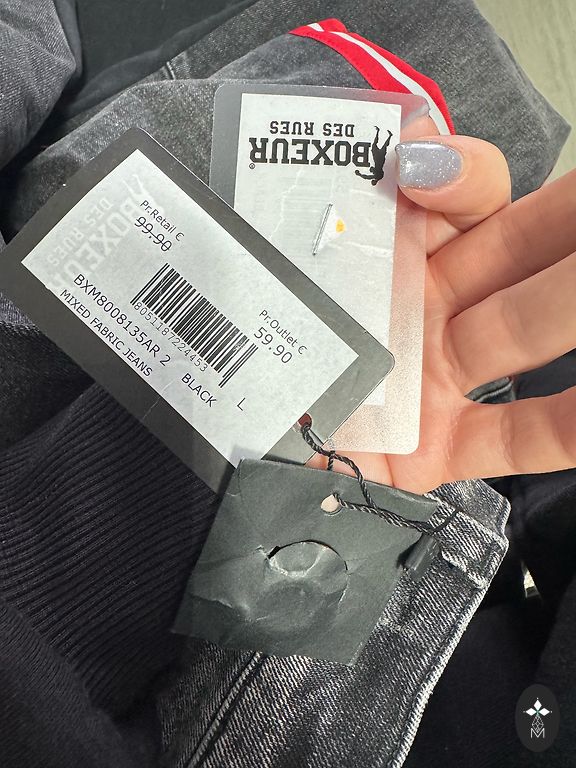 BOXEUR®
DES RUES
BOXEUR
DES RUES
Pr.Retail €
99.90
8051187224453
Pr.Outlet €
59.90
BXM8008135AR 2 BLACK L
MIXED FABRIC JEANS
M